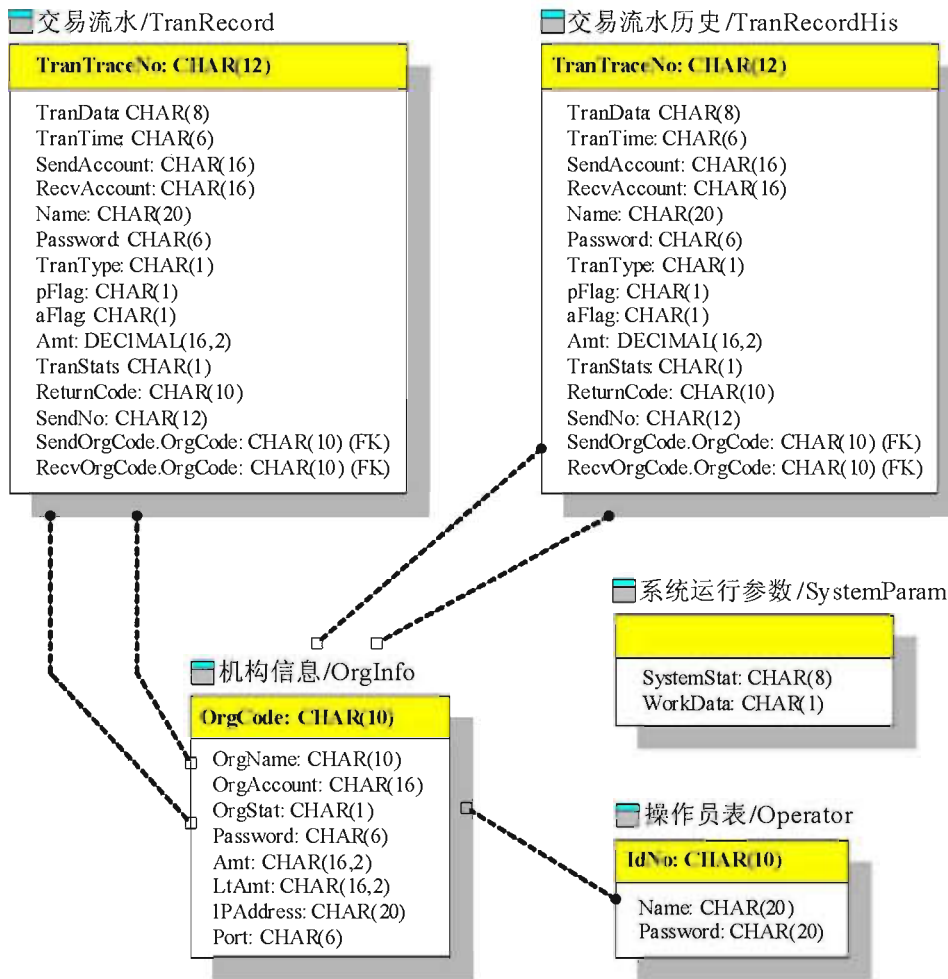 交易流水/TranRecord
TranTraceNo: CHAR(12)
TranData: CHAR(8)
TranTime: CHAR(6)
SendAccount: CHAR(16)
RecvAccount: CHAR(16)
Name: CHAR(20)
Password: CHAR(6)
TranType: CHAR(1)
pFlag: CHAR(1)
aFlag: CHAR(1)
Amt: DECIMAL(16,2)
TranStats: CHAR(1)
ReturnCode: CHAR(10)
SendNo: CHAR(12)
SendOrgCode.OrgCode: CHAR(10) (FK)
RecvOrgCode.OrgCode: CHAR(10) (FK)
交易流水历史/TranRecordHis
TranTraceNo: CHAR(12)
TranData: CHAR(8)
TranTime: CHAR(6)
SendAccount: CHAR(16)
RecvAccount: CHAR(16)
Name: CHAR(20)
Password: CHAR(6)
TranType: CHAR(1)
pFlag: CHAR(1)
aFlag: CHAR(1)
Amt: DECIMAL(16,2)
TranStats: CHAR(1)
ReturnCode: CHAR(10)
SendNo: CHAR(12)
SendOrgCode.OrgCode: CHAR(10) (FK)
RecvOrgCode.OrgCode: CHAR(10) (FK)
机构信息/OrgInfo
OrgCode: CHAR(10)
OrgName: CHAR(10)
OrgAccount: CHAR(16)
OrgStat: CHAR(1)
Password: CHAR(6)
Amt: CHAR(16,2)
LtAmt: CHAR(16,2)
IPAddress: CHAR(20)
Port: CHAR(6)
系统运行参数/SystemParam
SystemStat: CHAR(8)
WorkData: CHAR(1)
操作员表/Operator
IdNo: CHAR(10)
Name: CHAR(20)
Password: CHAR(20)